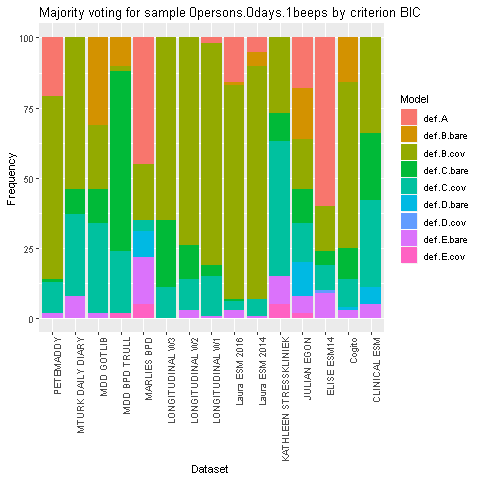 Majority voting for sample 0persons.0days.1beeps by criterion BIC
100
75
50
25
0
Frequency
PETEMADDY
MTURK DAILY DIARY
MDD GOTLIB
MDD BPD TRULL
MARLIES BPD
LONGITUDINAL W3
LONGITUDINAL W2
LONGITUDINAL W1
Laura ESM 2016
Laura ESM 2014
KATHLEEN STRESSKLINIEK
JULIAN EGON
ELISE ESM14
Cogito
CLINICAL ESM
Dataset
Model
def.A
def.B.bare
def.B.cov
def.C.bare
def.C.cov
def.D.bare
def.D.cov
def.E.bare
def.E.cov